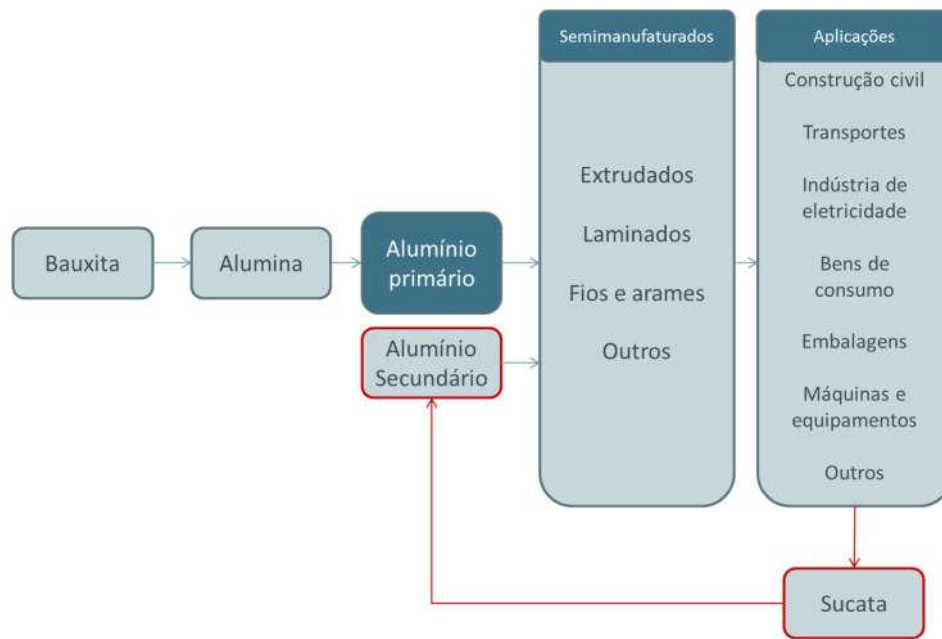 Bauxita
Alumina
Alumínio
primário
Alumínio
Secundário
Semimanufaturados
Extrudados
Laminados
Fios e arames
Outros
Aplicações
Construção civil
Transportes
Indústria de
eletricidade
Bens de
consumo
Embalagens
Máquinas e
equipamentos
Outros
Sucata